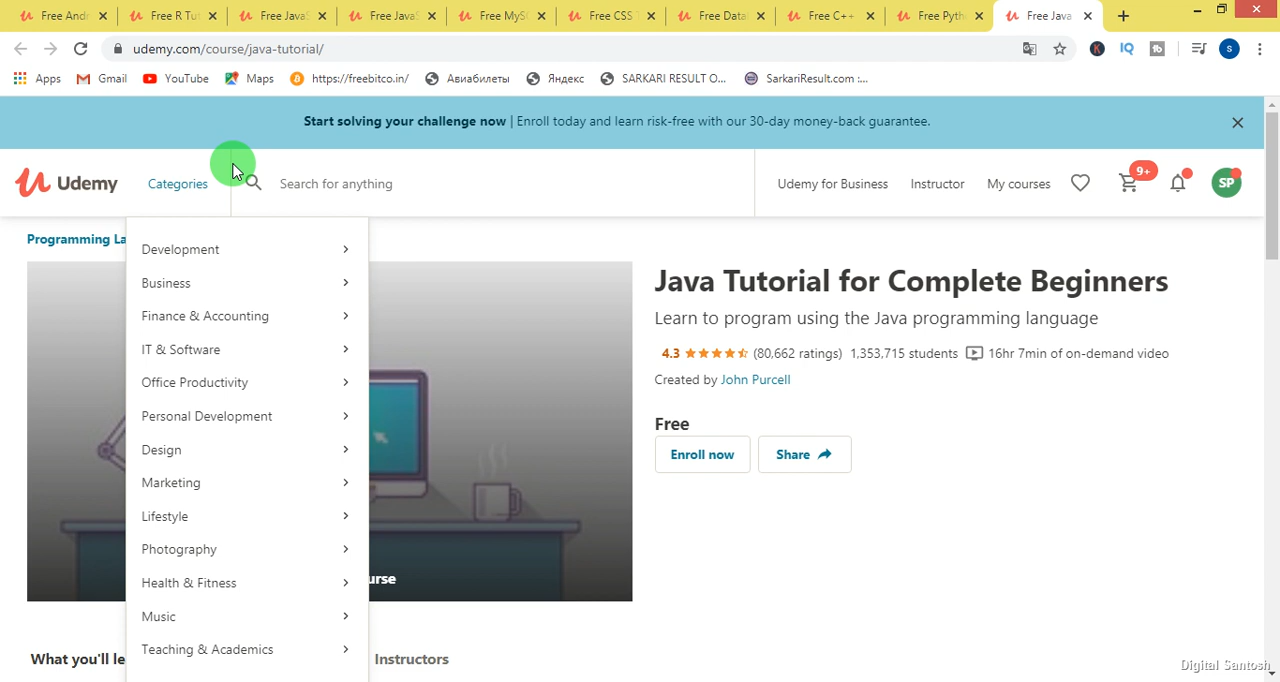 Free And
Free R Tut
Free JavaS
Free JavaS
Free MySQ
Free CSS T
Free Data
Free C++
Free Pyth
Free Java
udemy.com/course/java-tutorial/
Apps
Gmail
YouTube
Maps
https://freebitco.in/
Авиабилеты
Яндекс
SARKARI RESULT O...
SarkariResult.com :...
Start solving your challenge now | Enroll today and learn risk-free with our 30-day money-back guarantee.
Udemy
Categories
Search for anything
Udemy for Business
Instructor
My courses
9+
SP
Programming La
Development
Business
Finance & Accounting
IT & Software
Office Productivity
Personal Development
Design
Marketing
Lifestyle
Photography
Health & Fitness
Music
Teaching & Academics
urse
Java Tutorial for Complete Beginners
Learn to program using the Java programming language
4.3 (80,662 ratings) 1,353,715 students 16hr 7min of on-demand video
Created by John Purcell
Free
Enroll now
Share
What you'll le
Instructors
Digital Santosh